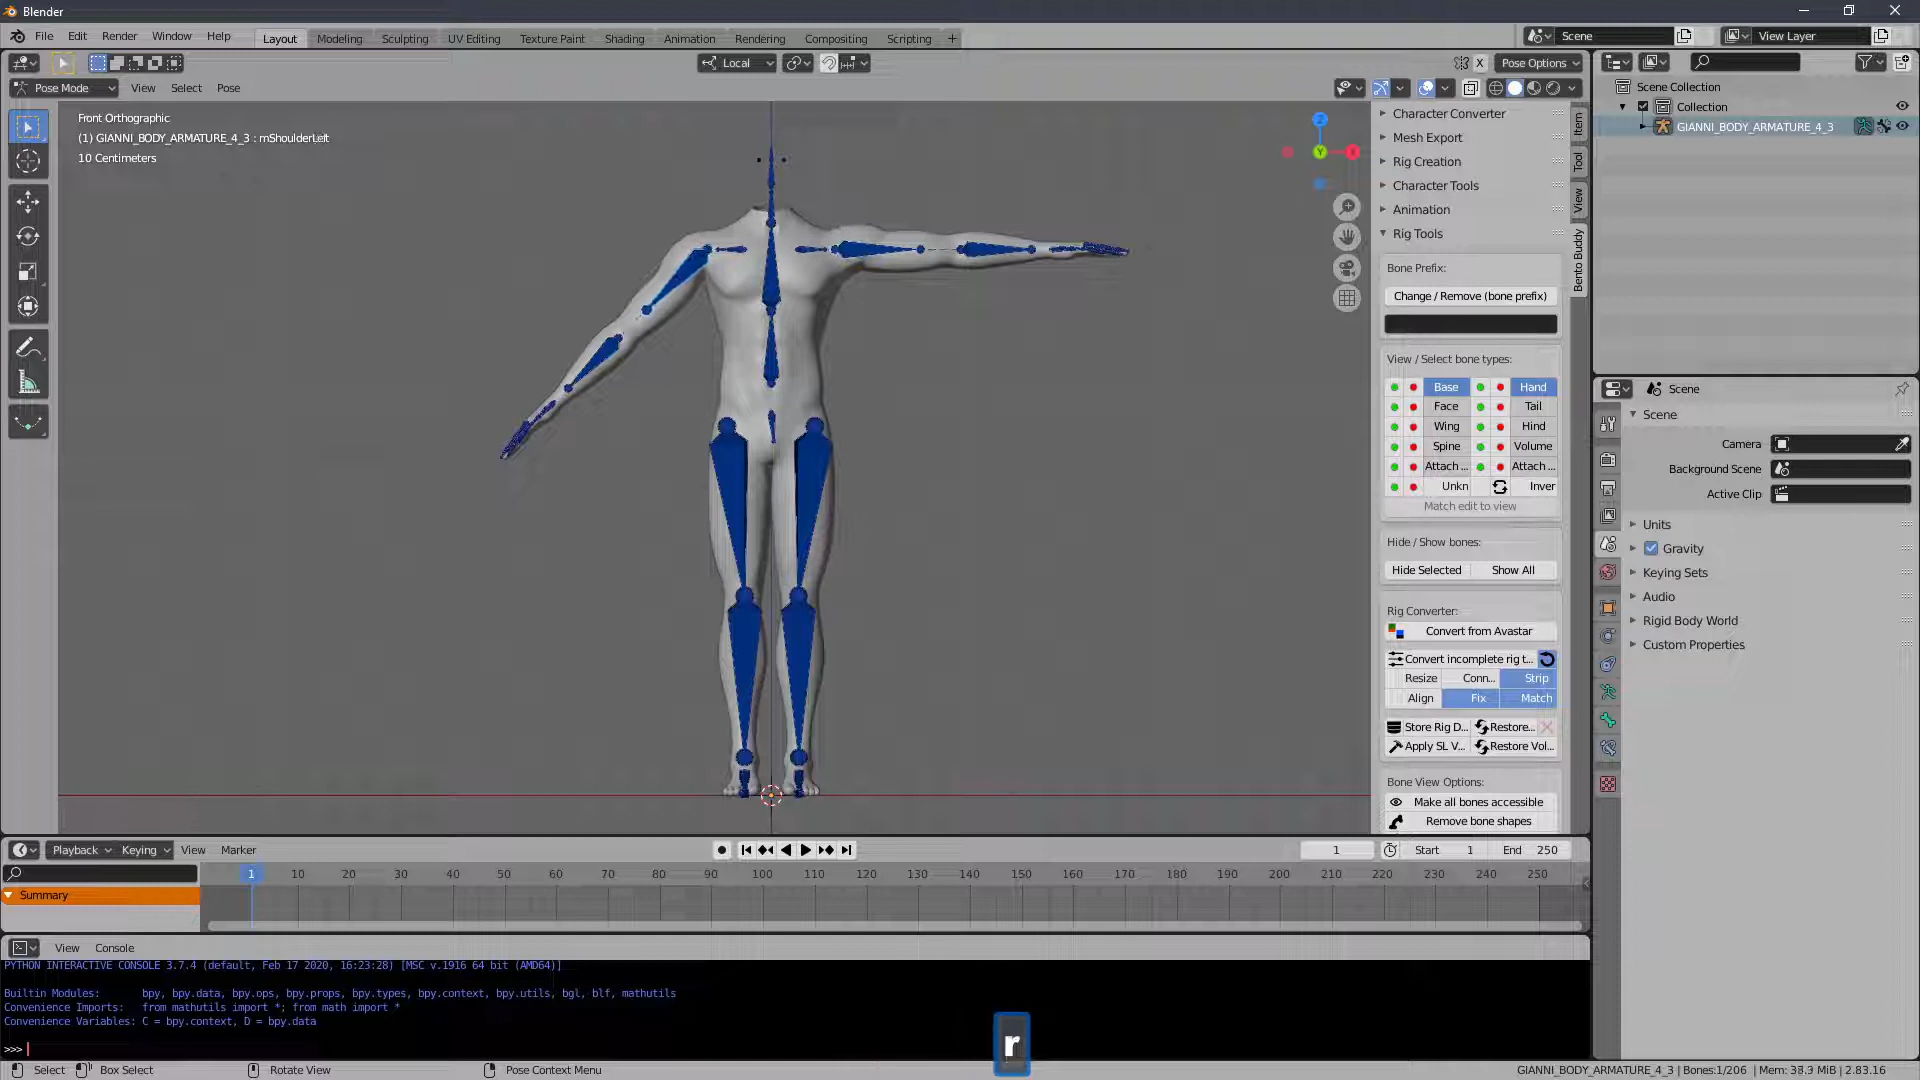 Blender
File Edit Render Window Help
Layout Modeling Sculpting UV Editing Texture Paint Shading Animation Rendering Compositing Scripting +
Scene
View Layer
Local
X
Pose Options
Pose Mode View Select Pose
Front Orthographic
(1) GIANNI_BODY_ARMATURE_4_3 : mShoulderLeft
10 Centimeters
Z
Y
X
Character Converter
Mesh Export
Rig Creation
Character Tools
Animation
Rig Tools
Item
Tool
View
Bento Buddy
Bone Prefix:
Change / Remove (bone prefix)
View / Select bone types:
Base Hand
Face Tail
Wing Hind
Spine Volume
Attach ... Attach ...
Unkn Inver
Match edit to view
Hide / Show bones:
Hide Selected Show All
Rig Converter:
Convert from Avastar
Convert incomplete rig t...
Resize Conn... Strip
Align Fix Match
Store Rig D... Restore...
Apply SL V... Restore Vol...
Bone View Options:
Make all bones accessible
Remove bone shapes
Scene Collection
Collection
GIANNI_BODY_ARMATURE_4_3
Scene
Scene
Camera
Background Scene
Active Clip
Units
Gravity
Keying Sets
Audio
Rigid Body World
Custom Properties
Playback Keying View Marker
1 Start 1 End 250
1 10 20 30 40 50 60 70 80 90 100 110 120 130 140 150 160 170 180 190 200 210 220 230 240 250
Summary
View Console
PYTHON INTERACTIVE CONSOLE 3.7.4 (default, Feb 17 2020, 16:23:28) [MSC v.1916 64 bit (AMD64)]
Builtin Modules: bpy, bpy.data, bpy.ops, bpy.props, bpy.types, bpy.context, bpy.utils, bgl, blf, mathutils
Convenience Imports: from mathutils import *; from math import *
Convenience Variables: C = bpy.context, D = bpy.data
>>>
r
Select Box Select Rotate View Pose Context Menu
GIANNI_BODY_ARMATURE_4_3 | Bones:1/206 | Mem: MiB | 2.83.16